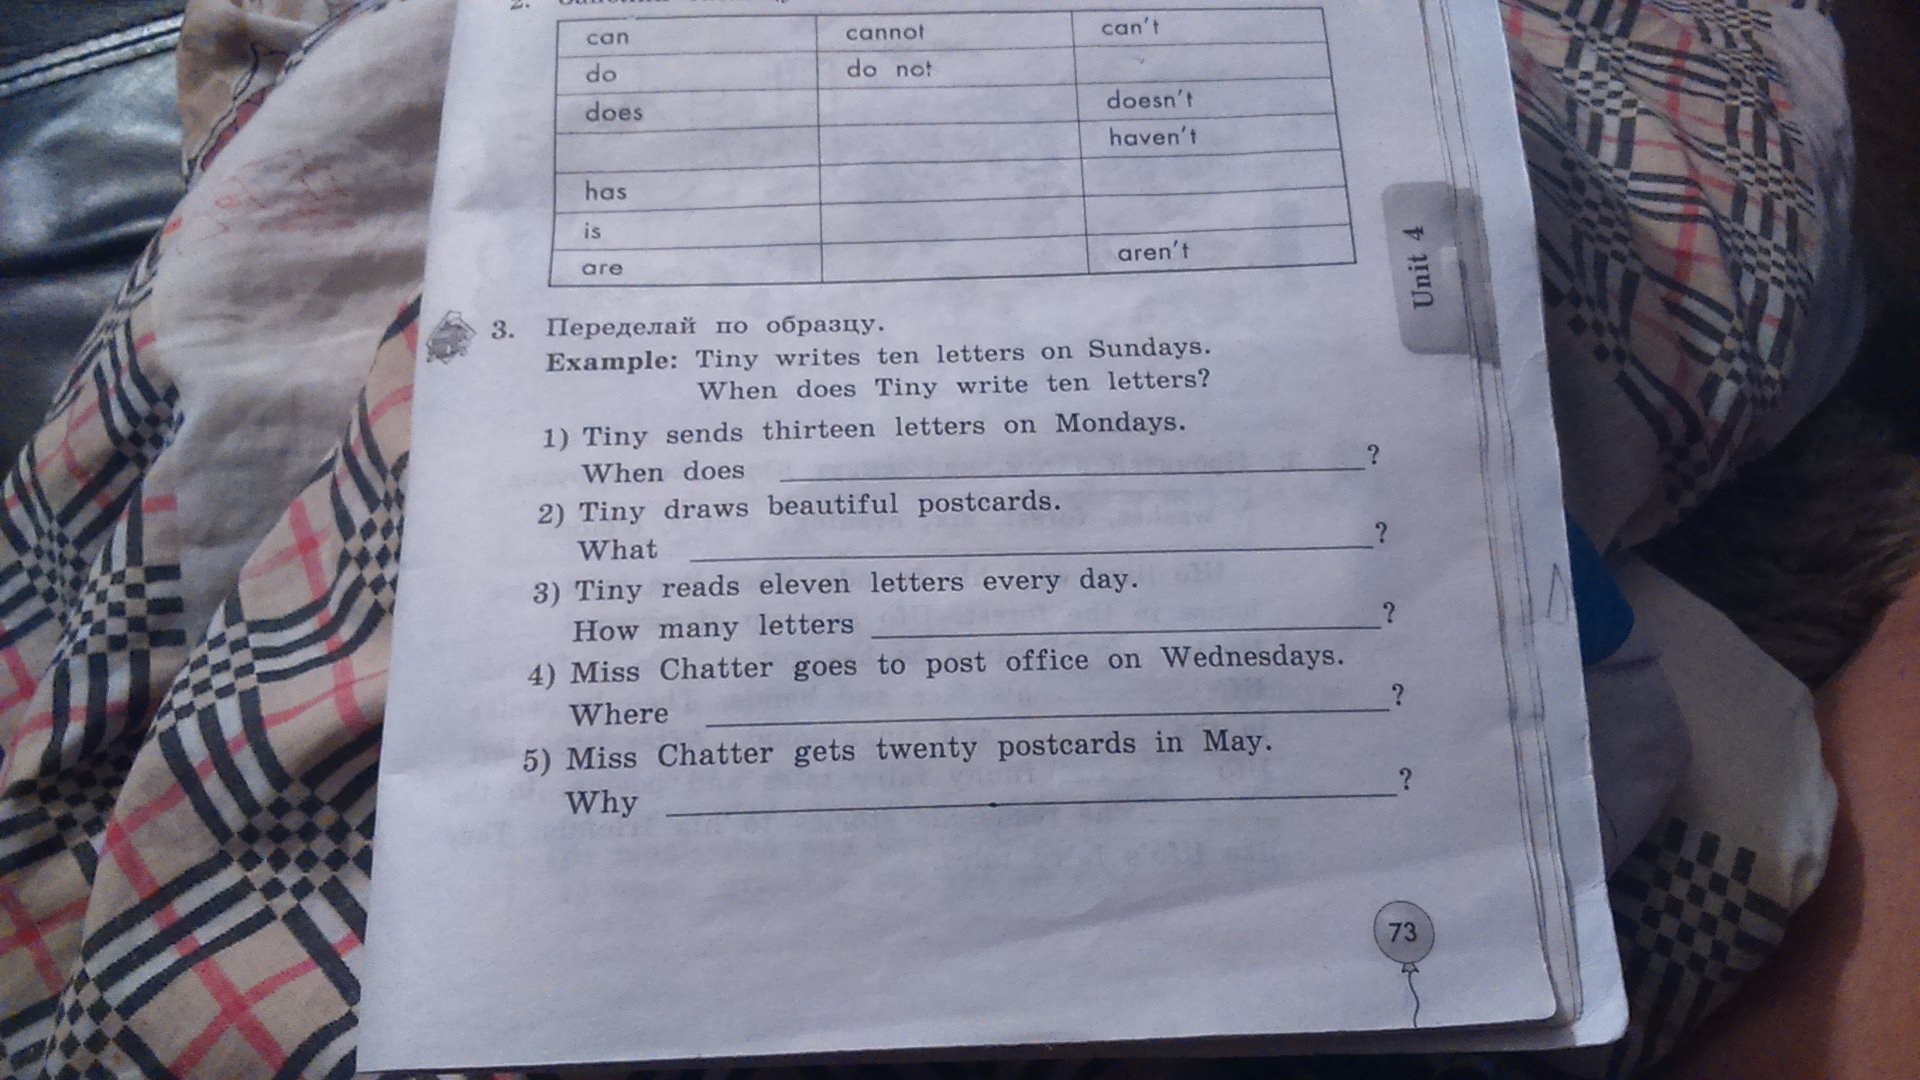 2.
can cannot can't
do do not
does doesn't
haven't
has
is
are aren't
Unit 4
3. Переделай по образцу.
Example: Tiny writes ten letters on Sundays.
When does Tiny write ten letters?
1) Tiny sends thirteen letters on Mondays.
When does ?
2) Tiny draws beautiful postcards.
What ?
3) Tiny reads eleven letters every day.
How many letters ?
4) Miss Chatter goes to post office on Wednesdays.
Where ?
5) Miss Chatter gets twenty postcards in May.
Why ?
73